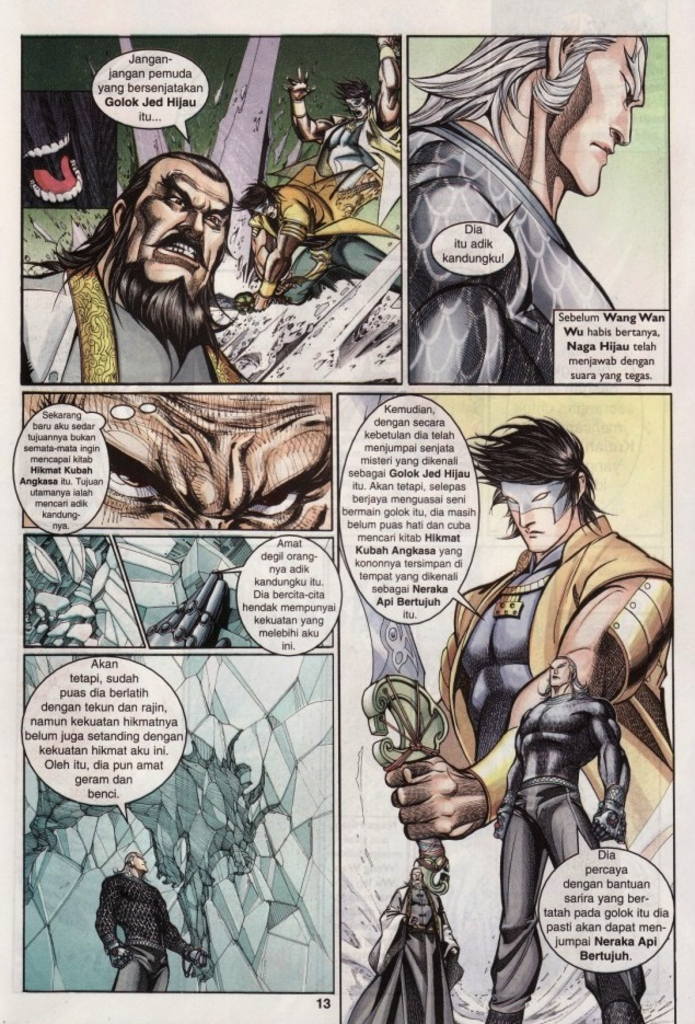 Jangan-
jangan pemuda
yang bersenjatakan
Golok Jed Hijau
itu...
Dia
itu adik
kandungku!
Sebelum Wang Wan
Wu habis bertanya,
Naga Hijau telah
menjawab dengan
suara yang tegas.
Sekarang
baru aku sedar
tujuannya bukan
semata-mata ingin
mencapai kitab
Hikmat Kubah
Angkasa itu. Tujuan
utamanya ialah
mencari adik
kandung-
nya.
Amat
degil orang-
nya adik
kandungku itu.
Dia bercita-cita
hendak mempunyai
kekuatan yang
melebihi aku
ini.
Akan
tetapi, sudah
puas dia berlatih
dengan tekun dan rajin,
namun kekuatan hikmatnya
belum juga setanding dengan
kekuatan hikmat aku ini.
Oleh itu, dia pun amat
geram dan
benci.
Kemudian,
dengan secara
kebetulan dia telah
menjumpai senjata
misteri yang dikenali
sebagai Golok Jed Hijau
itu. Akan tetapi, selepas
berjaya menguasai seni
bermain golok itu, dia masih
belum puas hati dan cuba
mencari kitab Hikmat
Kubah Angkasa yang
kononnya tersimpan di
tempat yang dikenali
sebagai Neraka
Api Bertujuh
itu.
Dia
percaya
dengan bantuan
sarira yang ber-
tatah pada golok itu dia
pasti akan dapat men-
jumpai Neraka Api
Bertujuh.
13